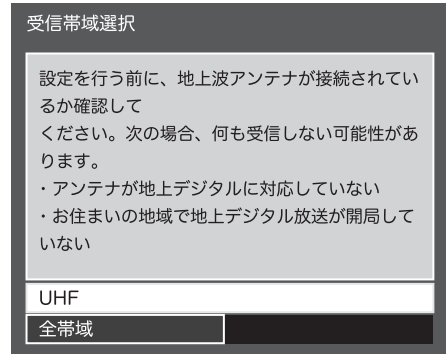 受信帯域選択
設定を行う前に、地上波アンテナが接続されてい
るか確認して
ください。次の場合、何も受信しない可能性があ
ります。
・アンテナが地上デジタルに対応していない
・お住まいの地域で地上デジタル放送が開局して
いない
UHF
全帯域